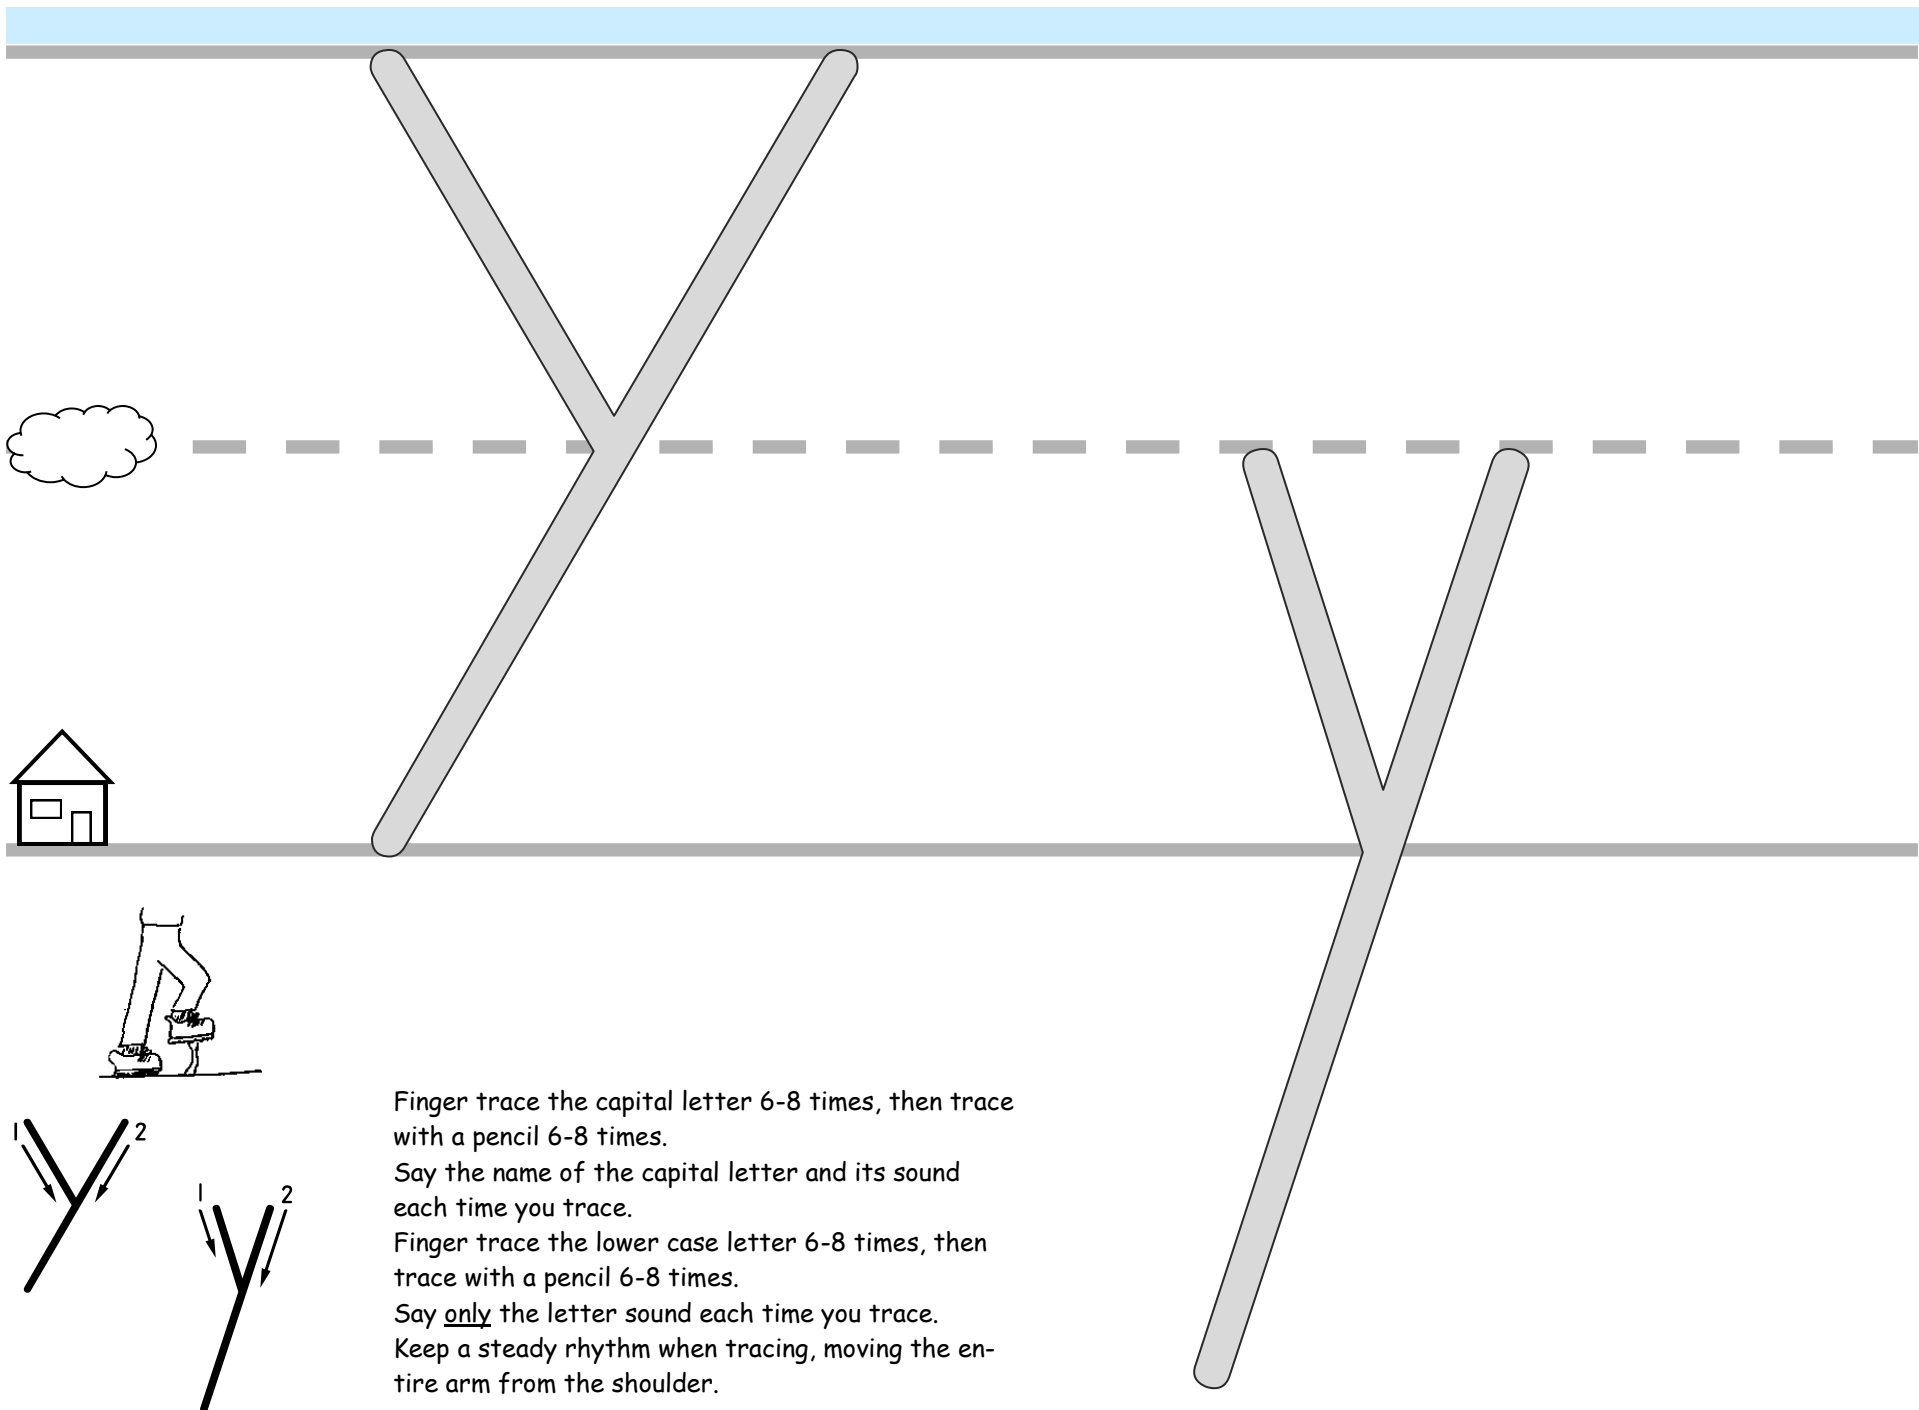 Y
y
1 2
1 2
Finger trace the capital letter 6-8 times, then trace
with a pencil 6-8 times.
Say the name of the capital letter and its sound
each time you trace.
Finger trace the lower case letter 6-8 times, then
trace with a pencil 6-8 times.
Say only the letter sound each time you trace.
Keep a steady rhythm when tracing, moving the en-
tire arm from the shoulder.